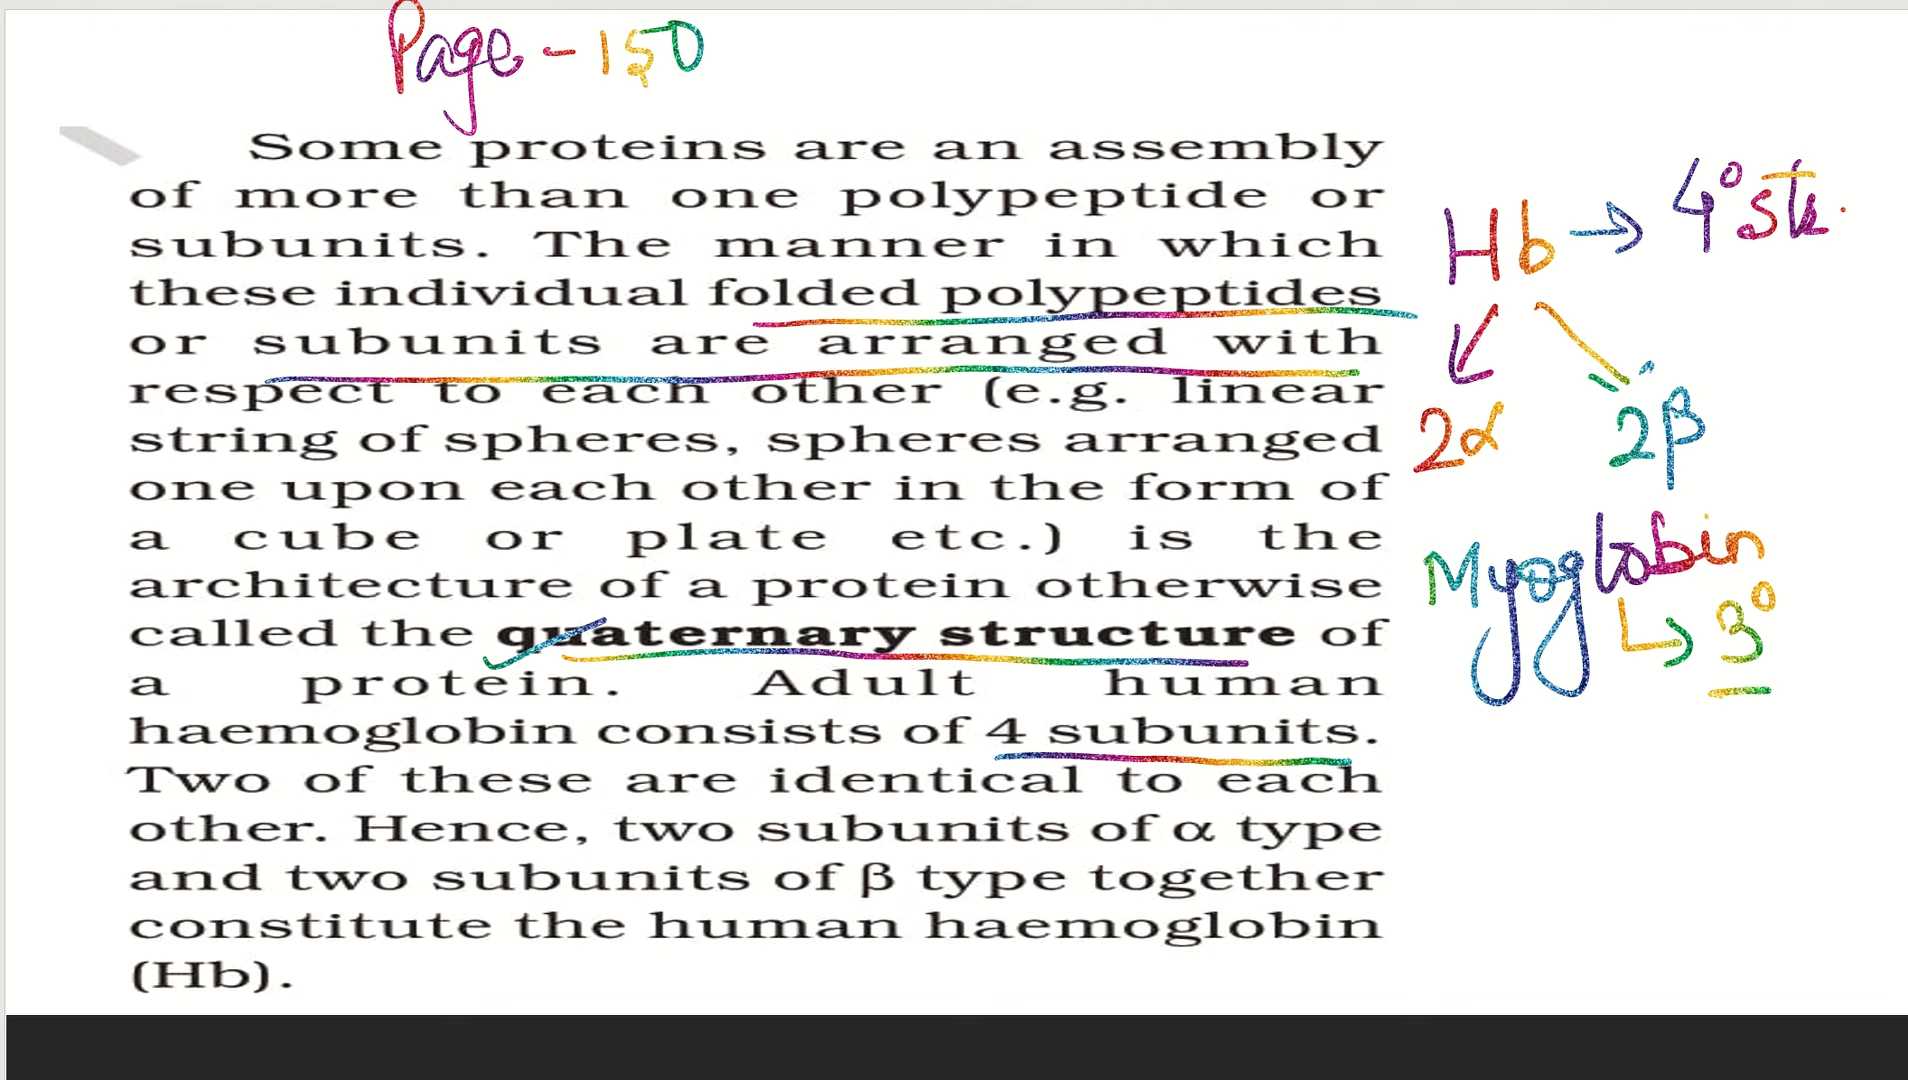 Page - 150
Some proteins are an assembly
of more than one polypeptide or
subunits. The manner in which
these individual folded polypeptides
or subunits are arranged with
respect to each other (e.g. linear
string of spheres, spheres arranged
one upon each other in the form of
a cube or plate etc.) is the
architecture of a protein otherwise
called the quaternary structure of
a protein. Adult human
haemoglobin consists of 4 subunits.
Two of these are identical to each
other. Hence, two subunits of α type
and two subunits of β type together
constitute the human haemoglobin
(Hb).
Hb → 4° str.
2α 2β
Myoglobin
↳ 3°